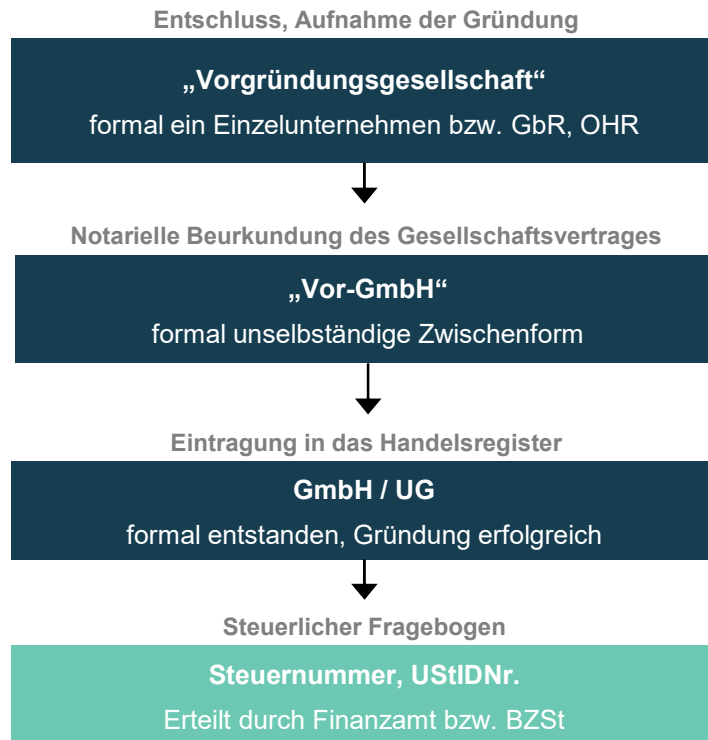 Entschluss, Aufnahme der Gründung
„Vorgründungsgesellschaft“
formal ein Einzelunternehmen bzw. GbR, OHR
Notarielle Beurkundung des Gesellschaftsvertrages
„Vor-GmbH“
formal unselbständige Zwischenform
Eintragung in das Handelsregister
GmbH / UG
formal entstanden, Gründung erfolgreich
Steuerlicher Fragebogen
Steuernummer, UStIDNr.
Erteilt durch Finanzamt bzw. BZSt